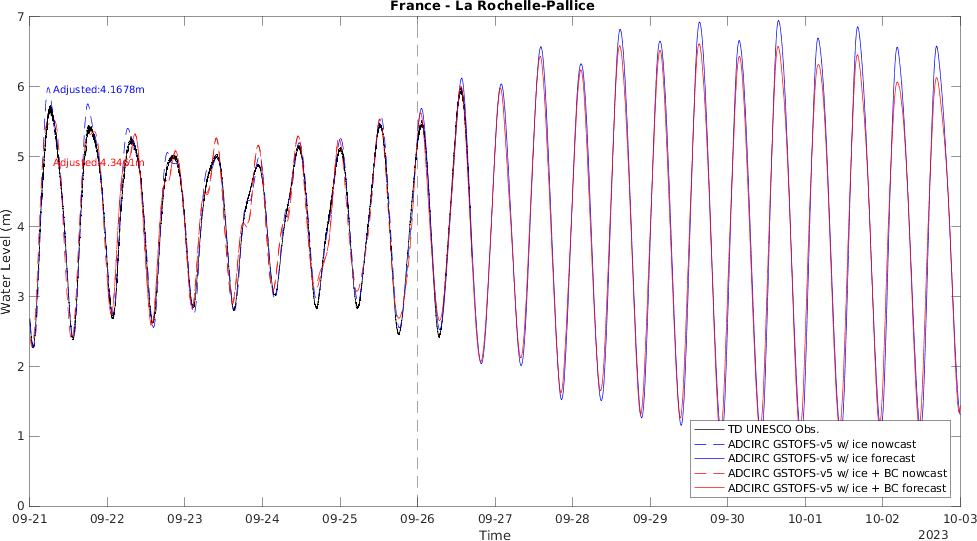 France - La Rochelle-Pallice
7
6
5
4
3
2
1
0
Water Level (m)
Adjusted:4.1678m
Adjusted:4.3461m
TD UNESCO Obs.
ADCIRC GSTOFS-v5 w/ ice nowcast
ADCIRC GSTOFS-v5 w/ ice forecast
ADCIRC GSTOFS-v5 w/ ice + BC nowcast
ADCIRC GSTOFS-v5 w/ ice + BC forecast
09-21 09-22 09-23 09-24 09-25 09-26 09-27 09-28 09-29 09-30 10-01 10-02 10-03
Time
2023